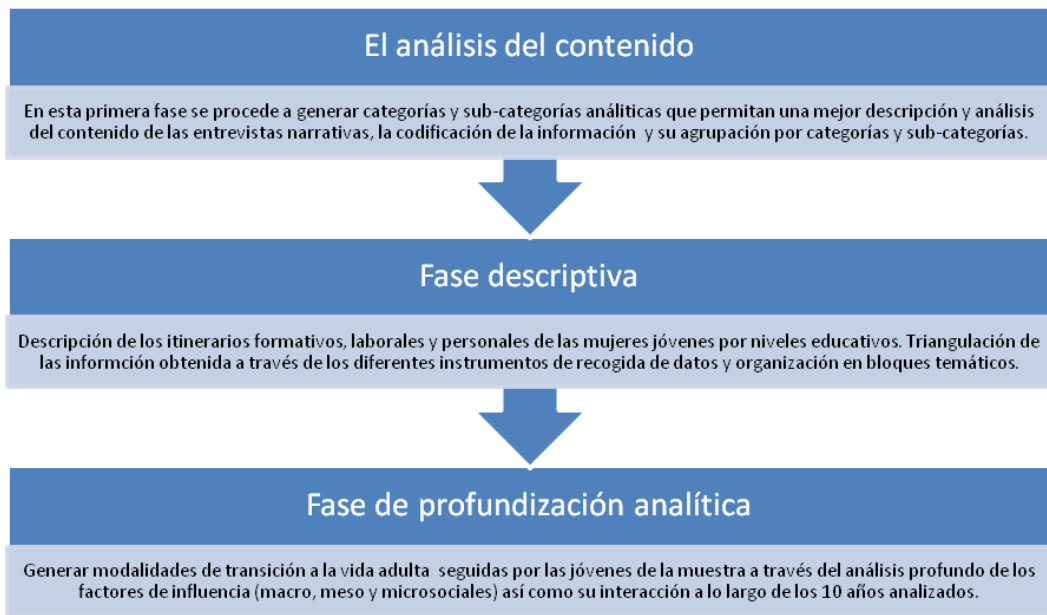 El análisis del contenido
En esta primera fase se procede a generar categorías y sub-categorías análiticas que permitan una mejor descripción y análisis
del contenido de las entrevistas narrativas, la codificación de la información y su agrupación por categorías y sub-categorías.
Fase descriptiva
Descripción de los itinerarios formativos, laborales y personales de las mujeres jóvenes por niveles educativos. Triangulación de
las informción obtenida a través de los diferentes instrumentos de recogida de datos y organización en bloques temáticos.
Fase de profundización analítica
Generar modalidades de transición a la vida adulta seguidas por las jóvenes de la muestra a través del análisis profundo de los
factores de influencia (macro, meso y microsociales) así como su interacción a lo largo de los 10 años analizados.